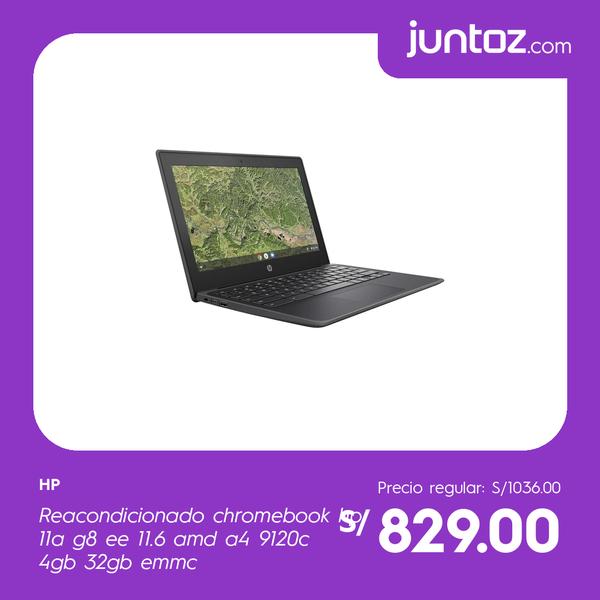 juntoz.com
HP
Precio regular: S/1036.00
Reacondicionado chromebook hp
11a g8 ee 11.6 amd a4 9120c
4gb 32gb emmc
S/ 829.00